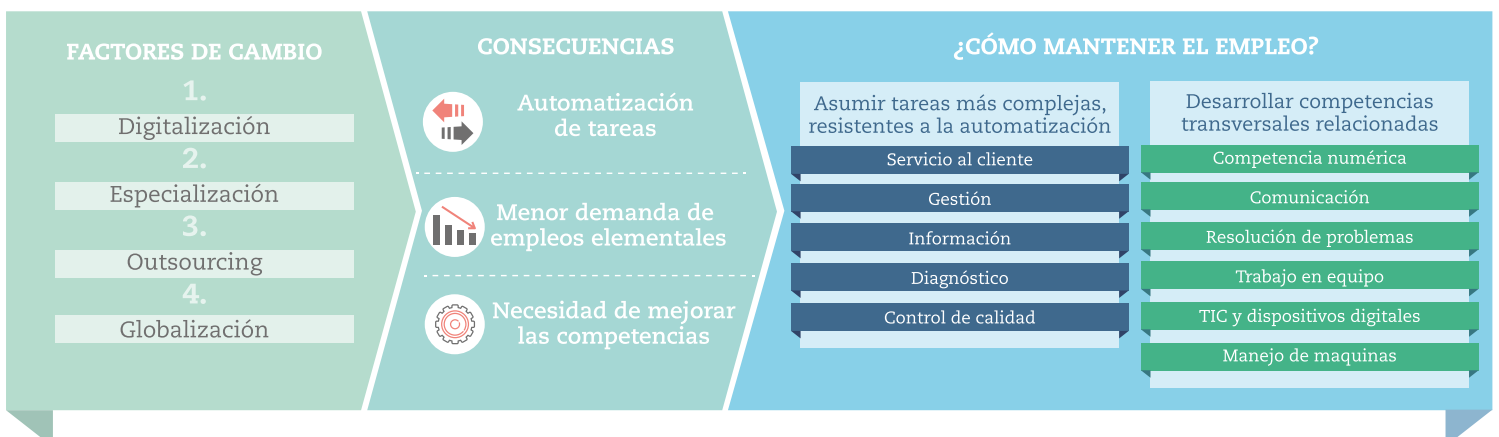 FACTORES DE CAMBIO
1.
Digitalización
2.
Especialización
3.
Outsourcing
4.
Globalización
CONSECUENCIAS
Automatización
de tareas
Menor demanda de
empleos elementales
Necesidad de mejorar
las competencias
¿CÓMO MANTENER EL EMPLEO?
Asumir tareas más complejas,
resistentes a la automatización
Servicio al cliente
Gestión
Información
Diagnóstico
Control de calidad
Desarrollar competencias
transversales relacionadas
Competencia numérica
Comunicación
Resolución de problemas
Trabajo en equipo
TIC y dispositivos digitales
Manejo de maquinas